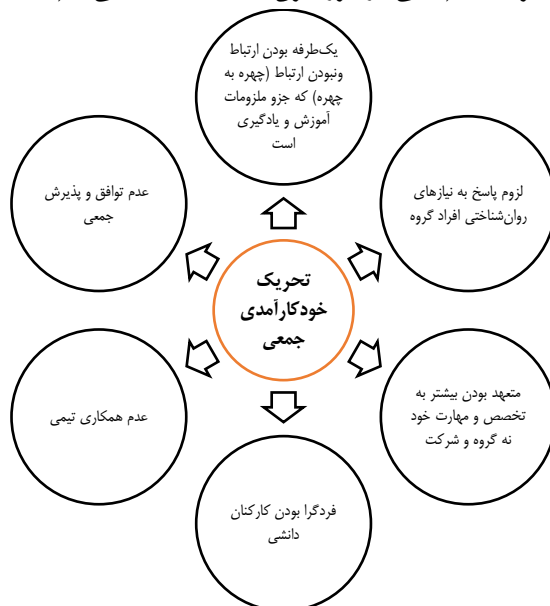 یک‌طرفه بودن ارتباط
ونبودن ارتباط (چهره به
چهره) که جزو ملزومات
آموزش و یادگیری
است
لزوم پاسخ به نیازهای
روان‌شناختی افراد گروه
متعهد بودن بیشتر به
تخصص و مهارت خود
نه گروه و شرکت
فردگرا بودن کارکنان
دانشی
عدم همکاری تیمی
عدم توافق و پذیرش
جمعی
تحریک
خودکارآمدی
جمعی